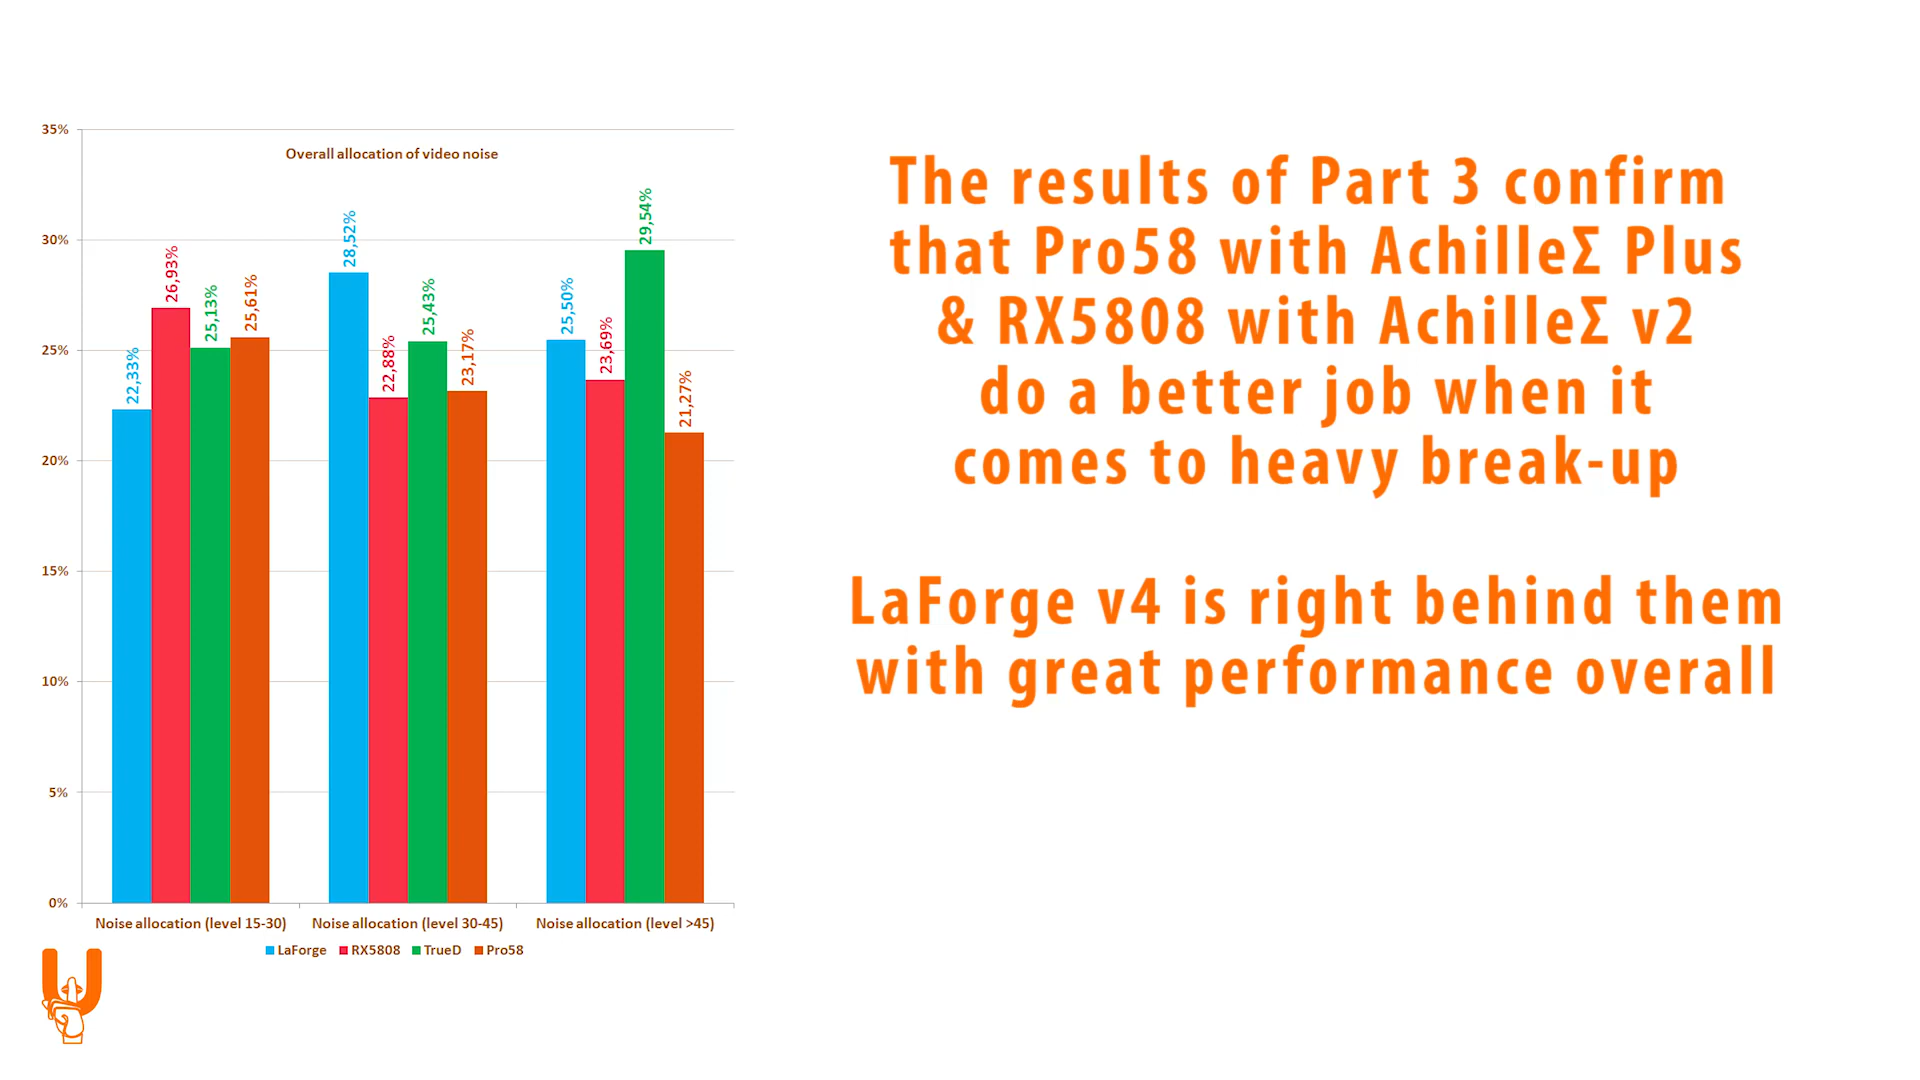 Overall allocation of video noise
35%
30%
25%
20%
15%
10%
5%
0%
22,33%
26,93%
25,13%
25,61%
28,52%
22,88%
25,43%
23,17%
25,50%
23,69%
29,54%
21,27%
Noise allocation (level 15-30)
Noise allocation (level 30-45)
Noise allocation (level >45)
LaForge RX5808 TrueD Pro58
The results of Part 3 confirm
that Pro58 with AchilleΣ Plus
& RX5808 with AchilleΣ v2
do a better job when it
comes to heavy break-up
LaForge v4 is right behind them
with great performance overall